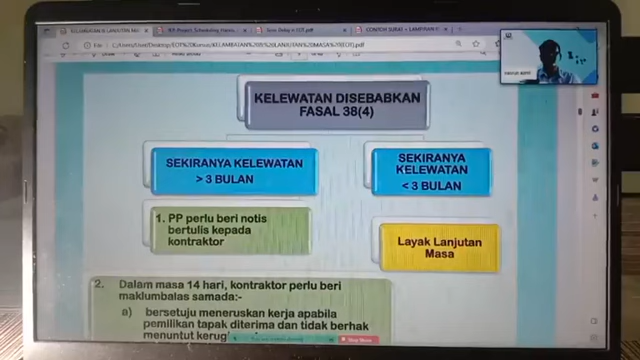 KELEWATAN DISEBABKAN
FASAL 38(4)
SEKIRANYA KELEWATAN
> 3 BULAN
SEKIRANYA
KELEWATAN
< 3 BULAN
1. PP perlu beri notis
bertulis kepada
kontraktor
Layak Lanjutan
Masa
2. Dalam masa 14 hari, kontraktor perlu beri
maklumbalas samada:-
a) bersetuju meneruskan kerja apabila
pemilikan tapak diterima dan tidak berhak
menuntut